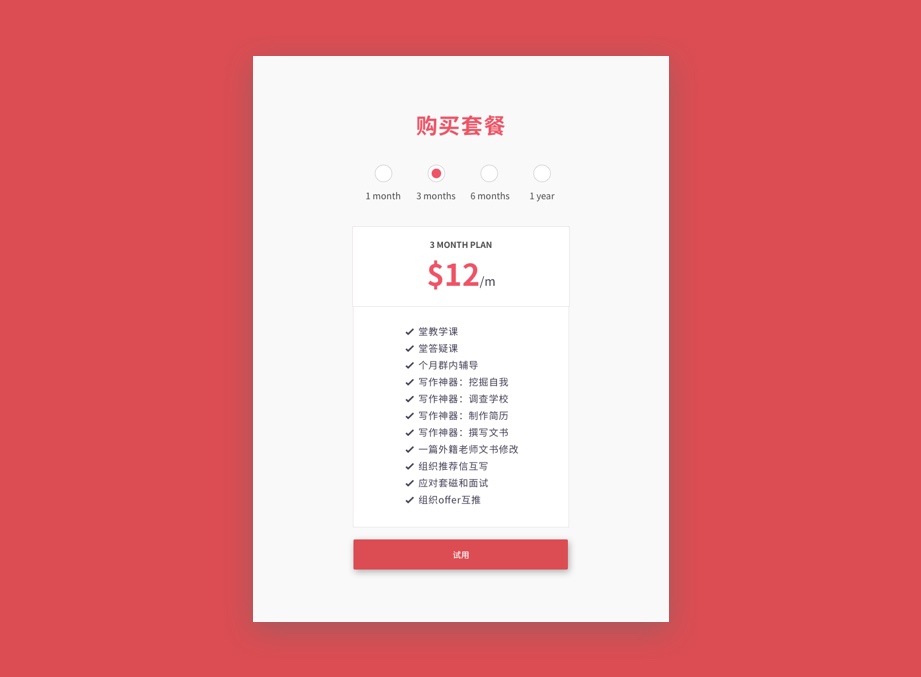 购买套餐
1 month 3 months 6 months 1 year
3 MONTH PLAN
$12/m
堂教学课
堂答疑课
个月群内辅导
写作神器：挖掘自我
写作神器：调查学校
写作神器：制作简历
写作神器：撰写文书
一篇外籍老师文书修改
组织推荐信互写
应对套磁和面试
组织offer互推
试用